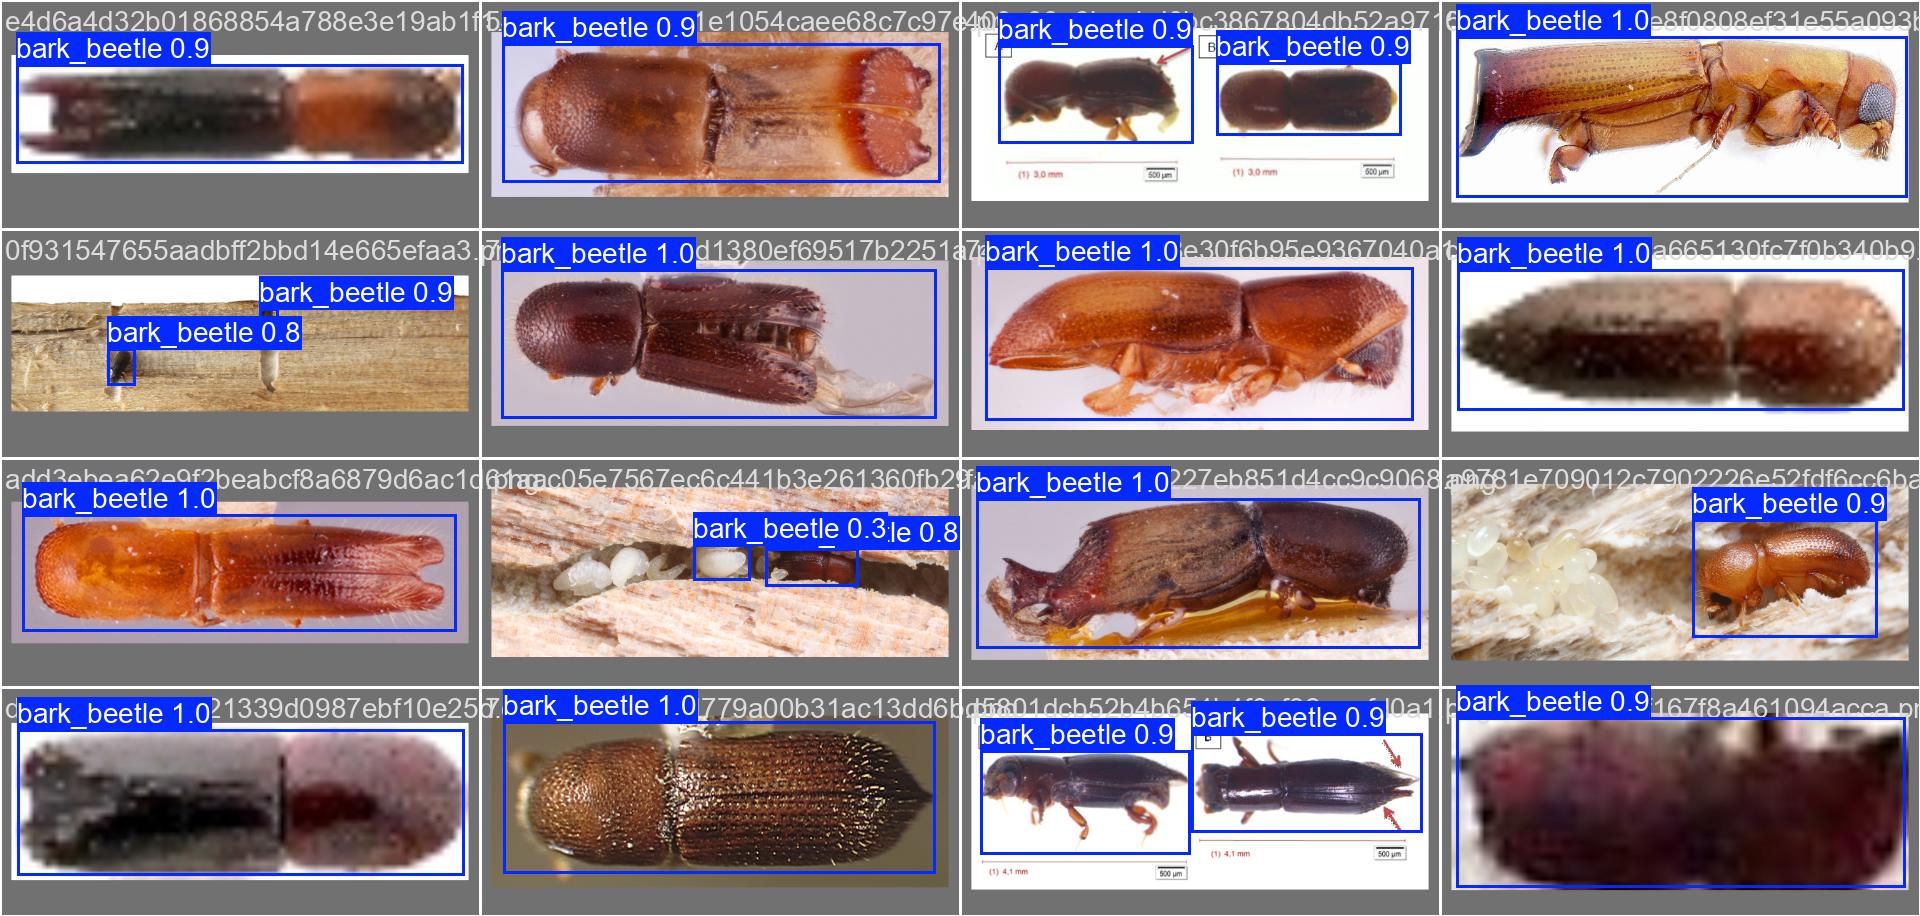 e4d6a4d32b01868854a788e3e19ab1f
bark_beetle 0.9
1e1054caee68c7c97e
bark_beetle 0.9
bc3867804db52a971
bark_beetle 0.9
B
bark_beetle 0.9
(1) 3,0 mm
500 µm
(1) 3,0 mm
500 µm
e8f0808ef31e55a093b
bark_beetle 1.0
0f931547655aadbff2bbd14e665efaa3.
bark_beetle 0.9
bark_beetle 0.8
d1380ef69517b2251a
bark_beetle 1.0
e30f6b95e9367040a
bark_beetle 1.0
a665130fc7f0b340b9
bark_beetle 1.0
add3ebea62e9f2beabcf8a6879d6ac1d
bark_beetle 1.0
c05e7567ec6c441b3e261360fb29
bark_beetle 0.3
le 0.8
227eb851d4cc9c9068
bark_beetle 1.0
9781e709012c7902226e52fdf6cc6ba
bark_beetle 0.9
21339d0987ebf10e25
bark_beetle 1.0
779a00b31ac13dd6b
bark_beetle 1.0
bark_beetle 0.9
bark_beetle 0.9
(1) 4,1 mm
500 µm
(1) 4,1 mm
500 µm
167f8a461094acca.
bark_beetle 0.9